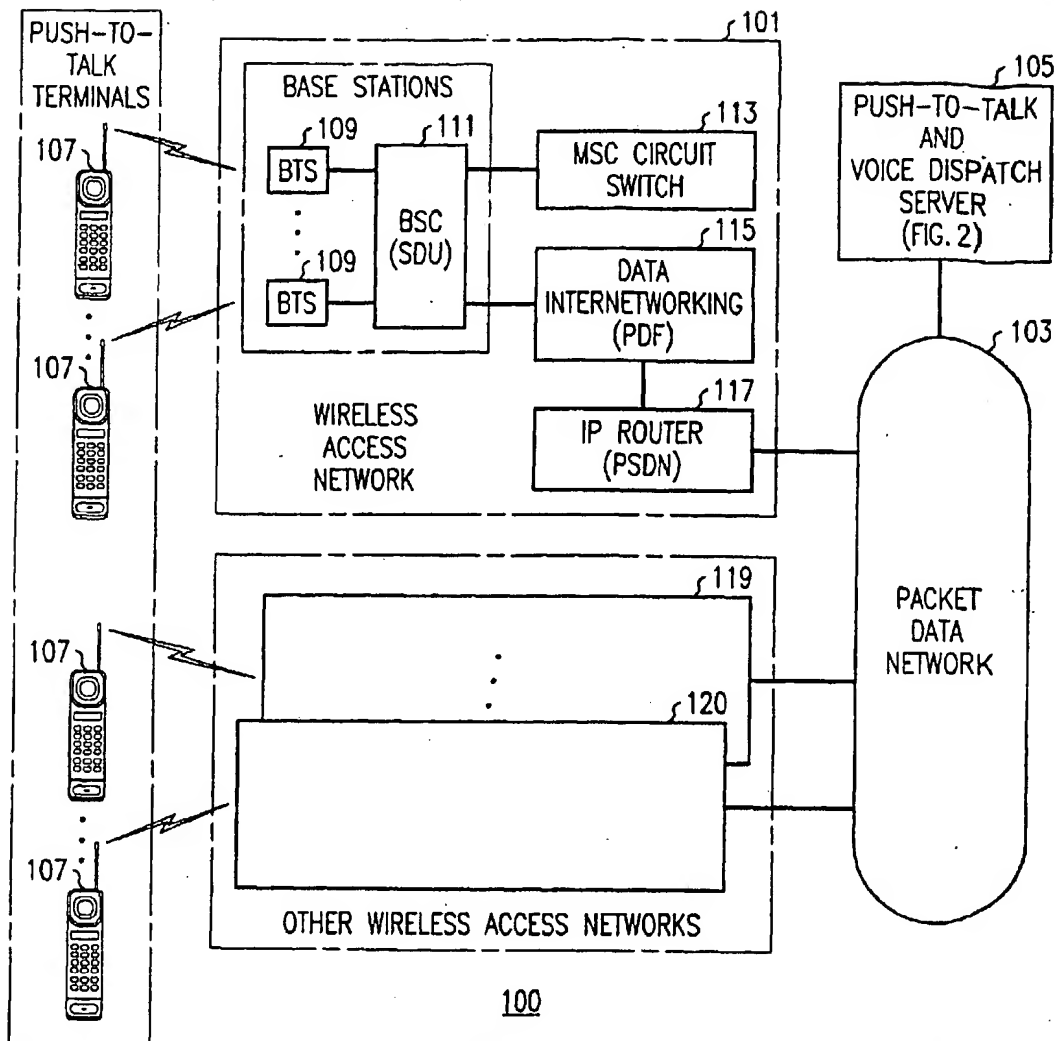 PUSH-TO-
TALK
TERMINALS
107
107
107
107
101
BASE STATIONS
109
BTS
109
BTS
111
BSC
(SDU)
113
MSC CIRCUIT
SWITCH
115
DATA
INTERNETWORKING
(PDF)
117
IP ROUTER
(PSDN)
WIRELESS
ACCESS
NETWORK
105
PUSH-TO-TALK
AND
VOICE DISPATCH
SERVER
(FIG. 2)
103
PACKET
DATA
NETWORK
119
120
OTHER WIRELESS ACCESS NETWORKS
100